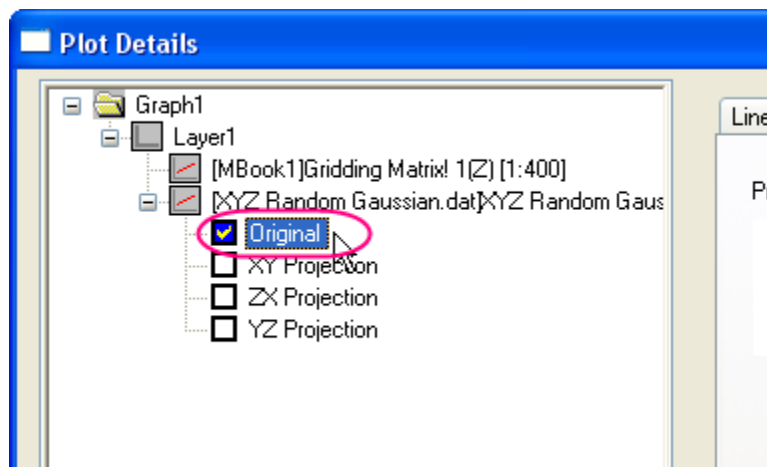 Plot Details
Graph1
Layer1
[MBook1]Gridding Matrix! 1(Z) [1:400]
[XYZ Random Gaussian.dat]XYZ Random Gaus
Original
XY Projection
ZX Projection
YZ Projection
Line
P